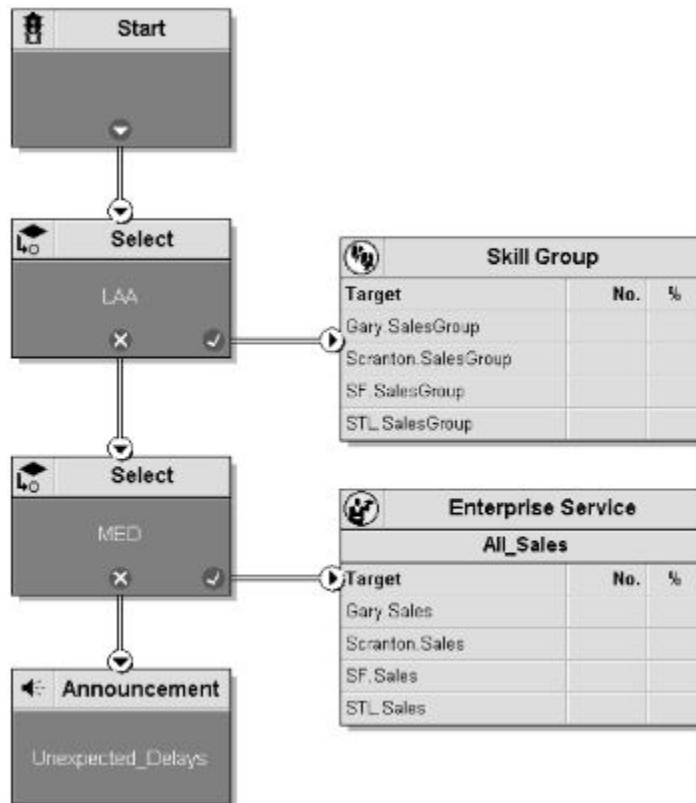 Start
Select
LAA
Skill Group
Target No. %
Gary.SalesGroup
Scranton.SalesGroup
SF.SalesGroup
STL.SalesGroup
Select
MED
Enterprise Service
All_Sales
Target No. %
Gary.Sales
Scranton.Sales
SF.Sales
STL.Sales
Announcement
Unexpected_Delays